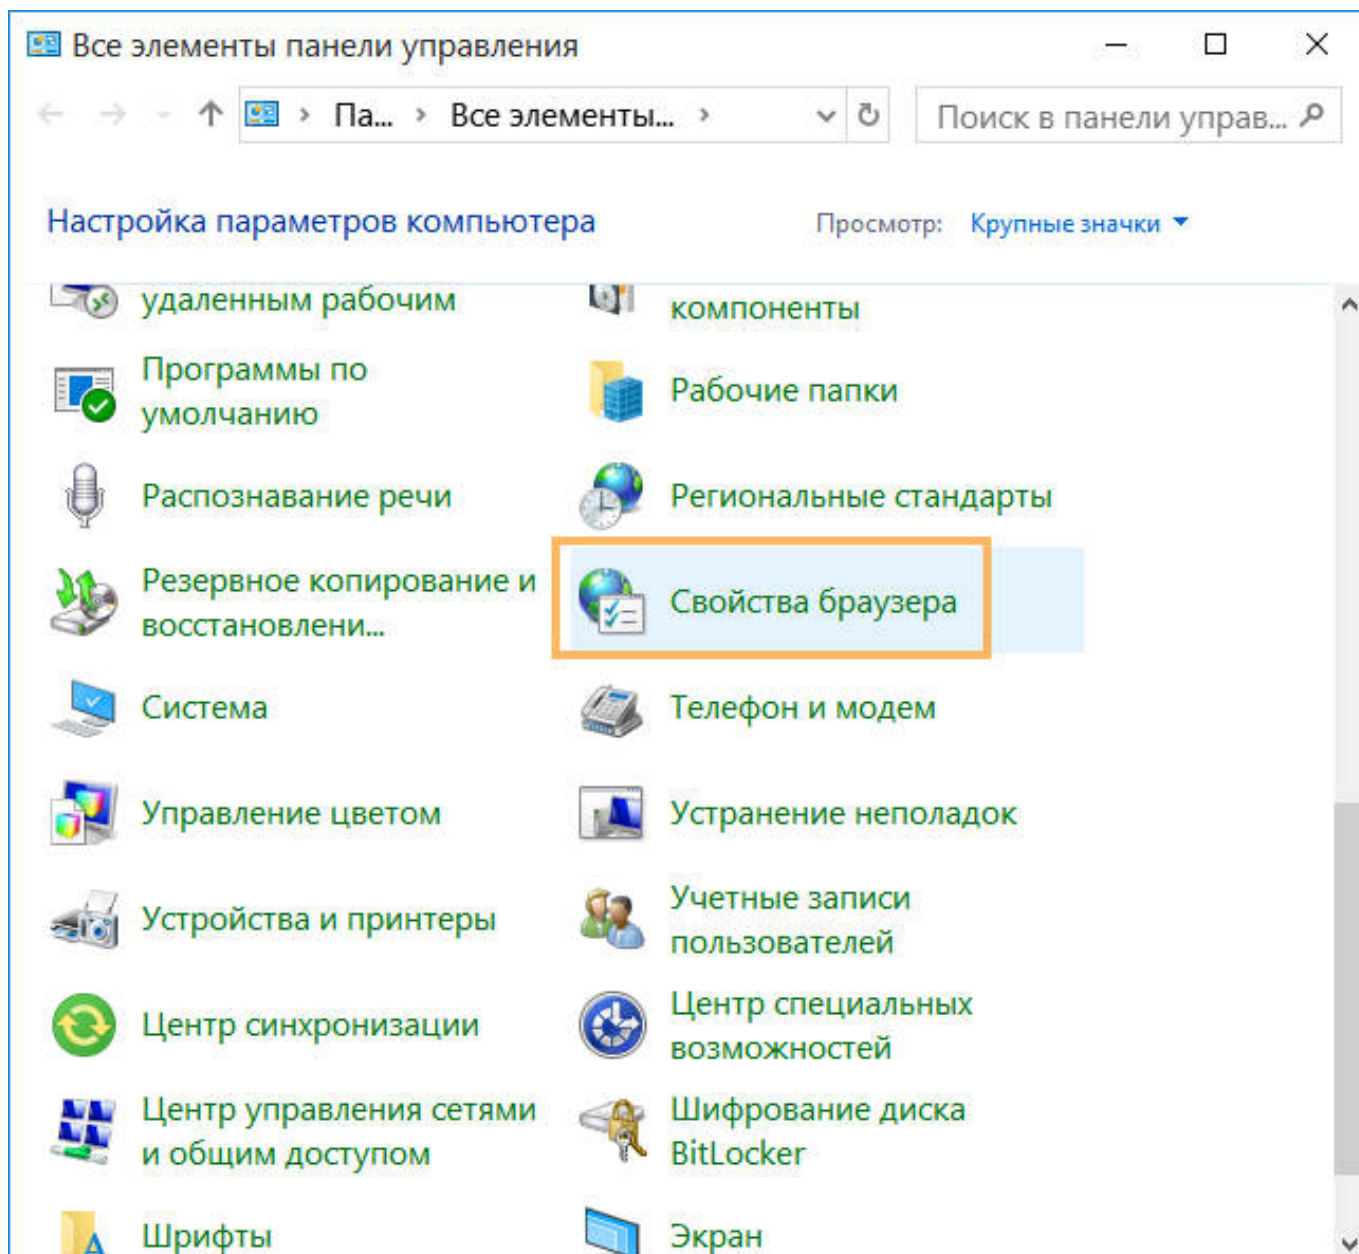 Все элементы панели управления
Па... Все элементы... Поиск в панели управ...
Настройка параметров компьютера
Просмотр: Крупные значки
удаленным рабочим
компоненты
Программы по
умолчанию
Рабочие папки
Распознавание речи
Региональные стандарты
Резервное копирование и
восстановлени...
Свойства браузера
Система
Телефон и модем
Управление цветом
Устранение неполадок
Устройства и принтеры
Учетные записи
пользователей
Центр синхронизации
Центр специальных
возможностей
Центр управления сетями
и общим доступом
Шифрование диска
BitLocker
Шрифты
Экран